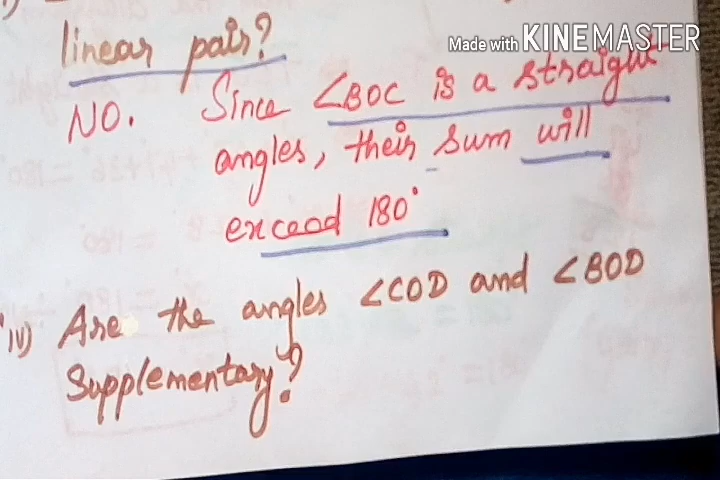 linear pair?
Made with KINEMASTER
NO. Since ∠BOC is a straight
angles, their sum will
exceed 180°
iv) Are the angles ∠COD and ∠BOD
Supplementary?